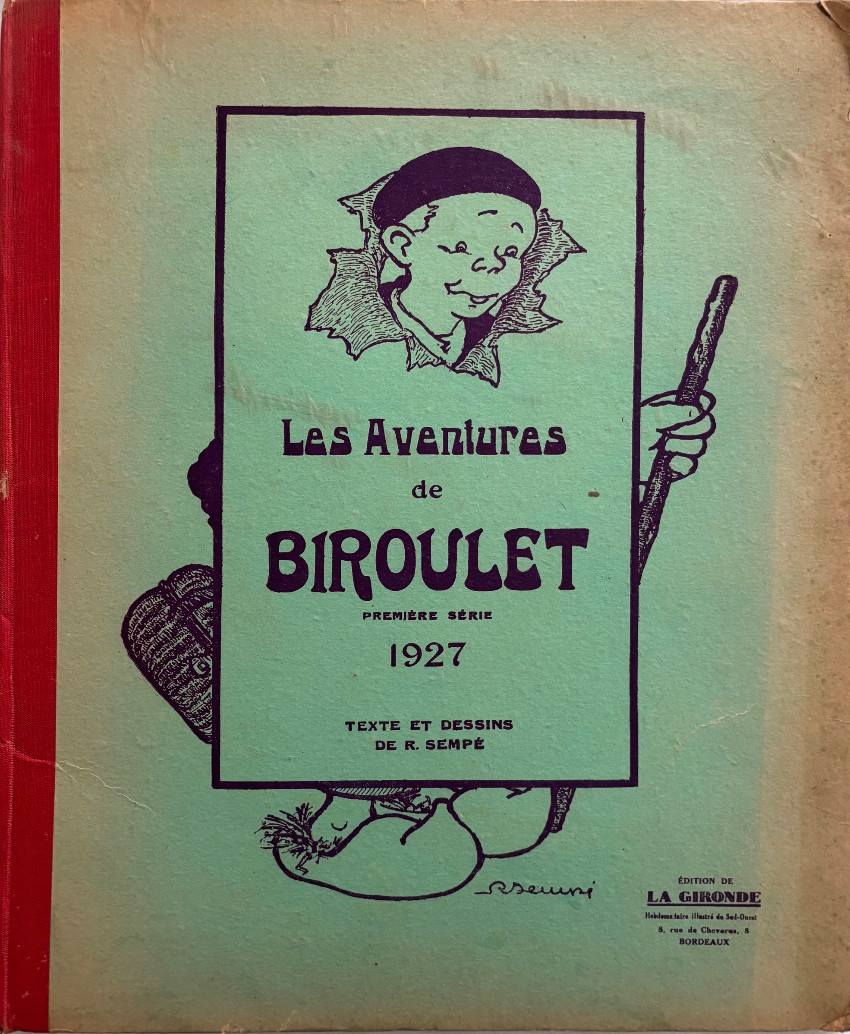 Les Aventures
de
BIROULET
PREMIÈRE SÉRIE
1927
TEXTE ET DESSINS
DE R. SEMPÉ
R Sempé
ÉDITION DE
LA GIRONDE
Hebdomadaire illustré du Sud-Ouest
8, rue de Cheverus, 8
BORDEAUX